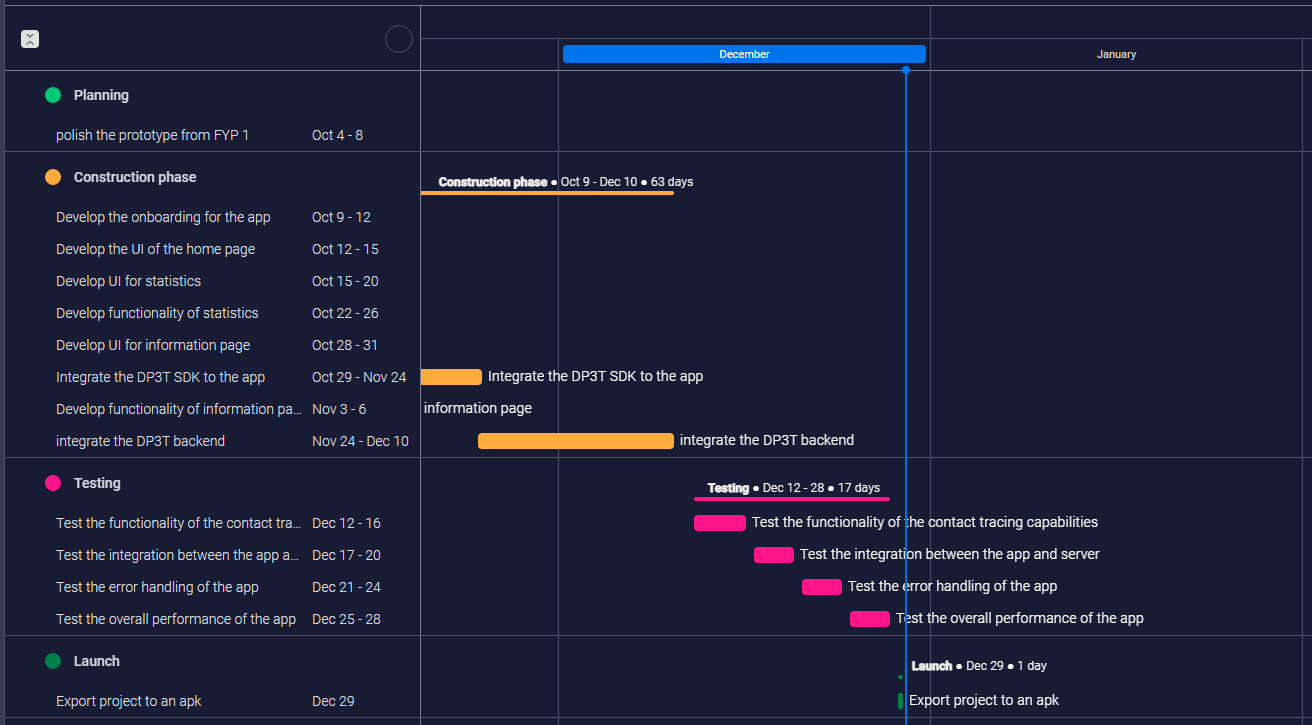 December
January
Planning
polish the prototype from FYP 1 Oct 4 - 8
Construction phase
Construction phase ● Oct 9 - Dec 10 ● 63 days
Develop the onboarding for the app Oct 9 - 12
Develop the UI of the home page Oct 12 - 15
Develop UI for statistics Oct 15 - 20
Develop functionality of statistics Oct 22 - 26
Develop UI for information page Oct 28 - 31
Integrate the DP3T SDK to the app Oct 29 - Nov 24 Integrate the DP3T SDK to the app
Develop functionality of information pa... Nov 3 - 6 information page
integrate the DP3T backend Nov 24 - Dec 10 integrate the DP3T backend
Testing
Testing ● Dec 12 - 28 ● 17 days
Test the functionality of the contact tra... Dec 12 - 16 Test the functionality of the contact tracing capabilities
Test the integration between the app a... Dec 17 - 20 Test the integration between the app and server
Test the error handling of the app Dec 21 - 24 Test the error handling of the app
Test the overall performance of the app Dec 25 - 28 Test the overall performance of the app
Launch
Launch ● Dec 29 ● 1 day
Export project to an apk Dec 29 Export project to an apk